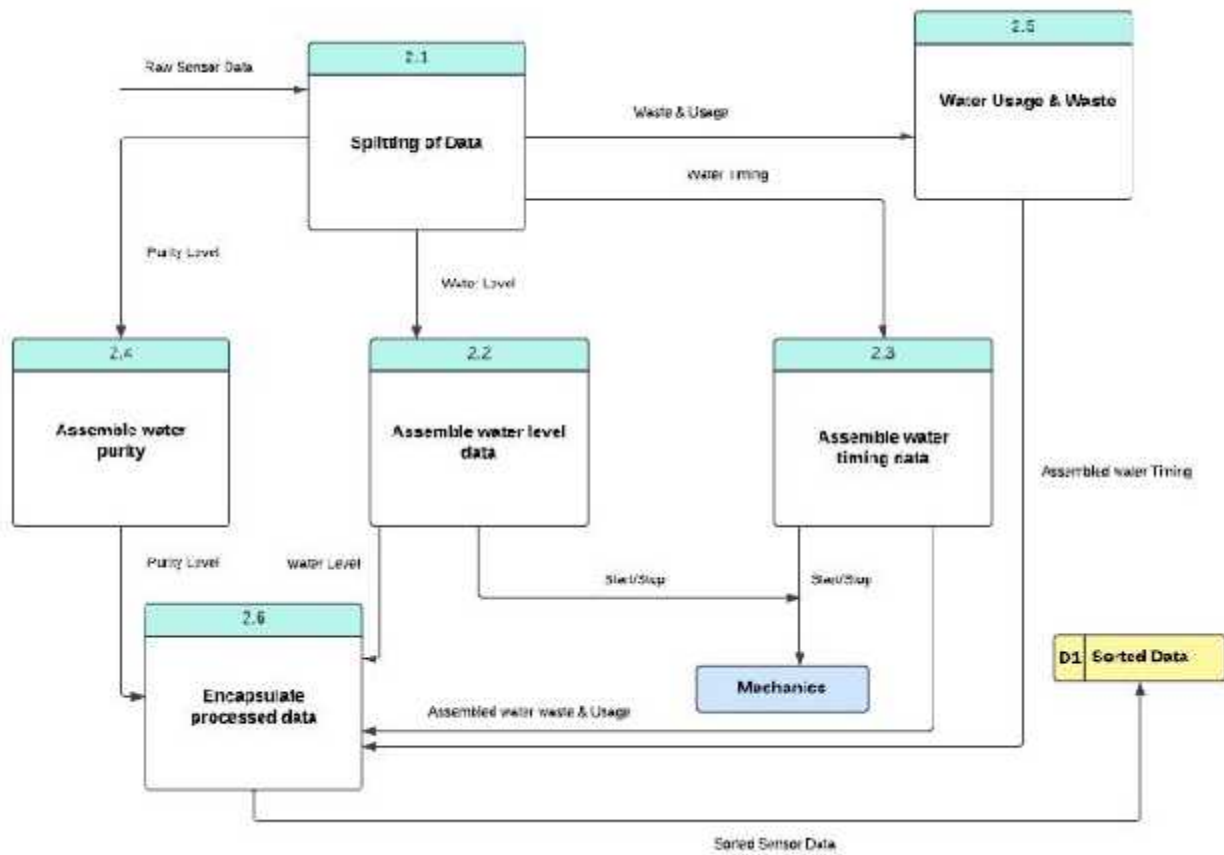 2.1
2.5
Raw Sensor Data
Water Usage & Waste
Waste & Usage
Splitting of Data
Water Timing
Purity Level
Water Level
2.4
2.2
2.3
Assemble water
purity
Assemble water level
data
Assemble water
timing data
Assembled water Timing
Purity Level
Water Level
Start/Stop
Start/Stop
2.6
D1 Sorted Data
Encapsulate
processed data
Mechanics
Assembled water waste & Usage
Sorted Sensor Data